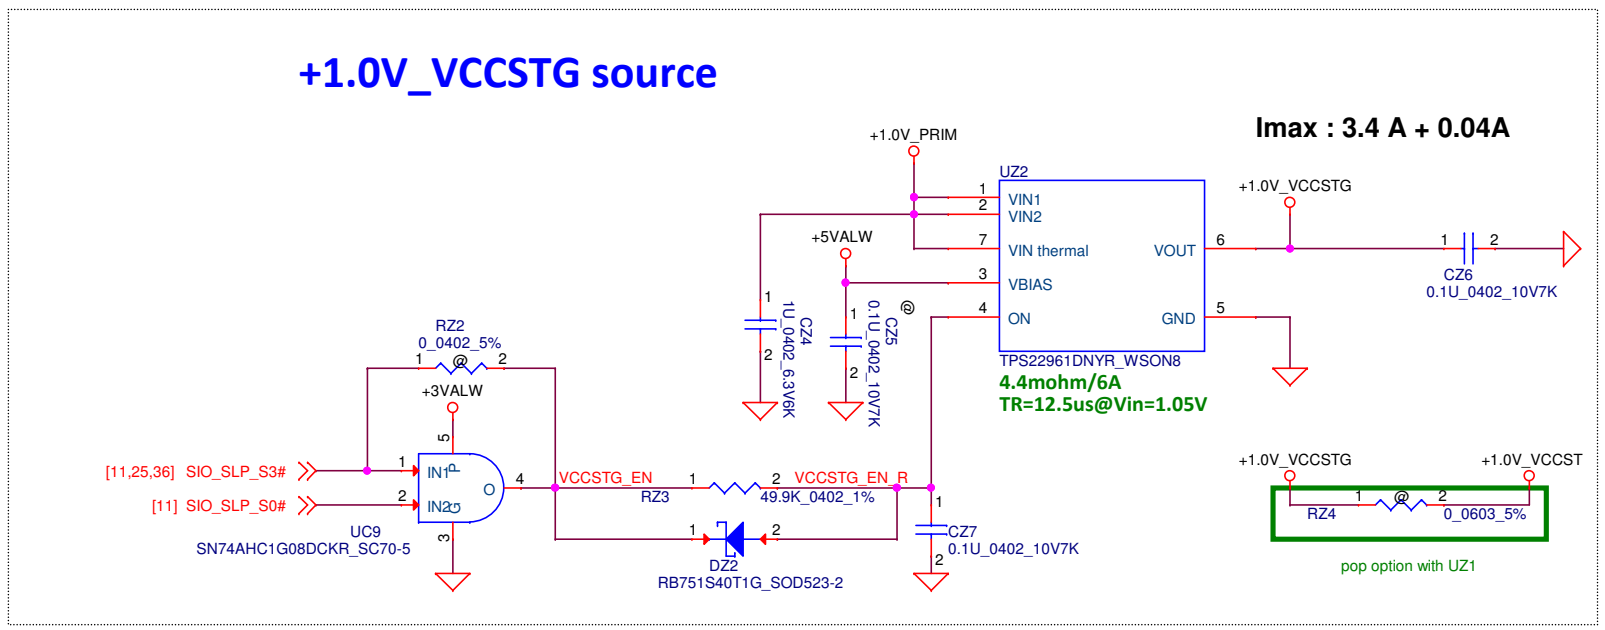 +1.0V_VCCSTG source
Imax : 3.4 A + 0.04A
+1.0V_PRIM
UZ2
+1.0V_VCCSTG
1
VIN1
2
VIN2
+5VALW
7
VIN thermal
VOUT
6
1
2
3
VBIAS
CZ6
0.1U_0402_10V7K
4
ON
GND
5
TPS22961DNYR_WSON8
4.4mohm/6A
TR=12.5us@Vin=1.05V
1
2
CZ4
1U_0402_6.3V6K
1
2
CZ5
0.1U_0402_10V7K
@
RZ2
0_0402_5%
1
@
2
+3VALW
5
[11,25,36] SIO_SLP_S3#
1
IN1
P
[11] SIO_SLP_S0#
2
IN2
G
O
4
3
UC9
SN74AHC1G08DCKR_SC70-5
VCCSTG_EN
1
2
VCCSTG_EN_R
RZ3
49.9K_0402_1%
1
2
DZ2
RB751S40T1G_SOD523-2
1
CZ7
0.1U_0402_10V7K
2
+1.0V_VCCSTG
+1.0V_VCCST
1
@
2
RZ4
0_0603_5%
pop option with UZ1